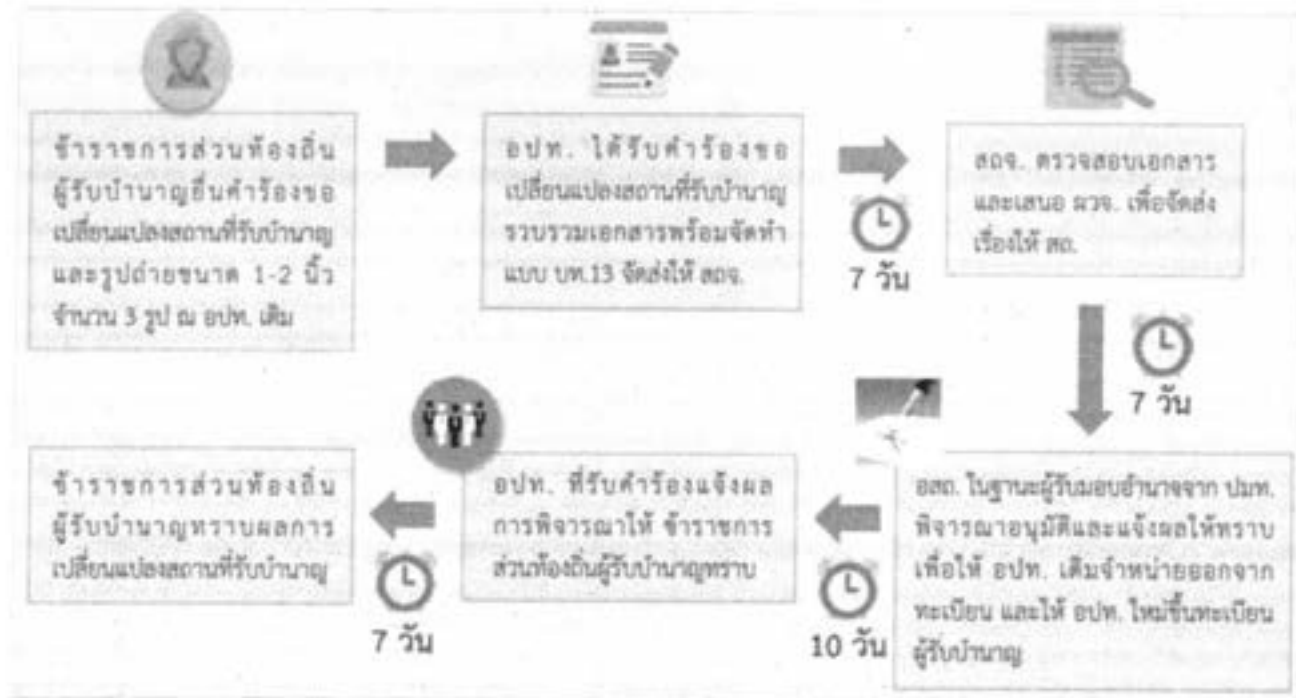 ข้าราชการส่วนท้องถิ่น
ผู้รับบำนาญยื่นคำร้องขอ
เปลี่ยนแปลงสถานที่รับบำนาญ
และรูปถ่ายขนาด 1-2 นิ้ว
จำนวน 3 รูป ณ อปท. เดิม
อปท. ได้รับคำร้องขอ
เปลี่ยนแปลงสถานที่รับบำนาญ
รวบรวมเอกสารพร้อมจัดทำ
แบบ บท.13 จัดส่งให้ สถจ.
7 วัน
สถจ. ตรวจสอบเอกสาร
และเสนอ ผวจ. เพื่อจัดส่ง
เรื่องให้ สถ.
7 วัน
อสถ. ในฐานะผู้รับมอบอำนาจจาก ปมท.
พิจารณาอนุมัติและแจ้งผลให้ทราบ
เพื่อให้ อปท. เดิมจำหน่ายออกจาก
ทะเบียน และให้ อปท. ใหม่ขึ้นทะเบียน
ผู้รับบำนาญ
10 วัน
อปท. ที่รับคำร้องแจ้งผล
การพิจารณาให้ ข้าราชการ
ส่วนท้องถิ่นผู้รับบำนาญทราบ
7 วัน
ข้าราชการส่วนท้องถิ่น
ผู้รับบำนาญทราบผลการ
เปลี่ยนแปลงสถานที่รับบำนาญ